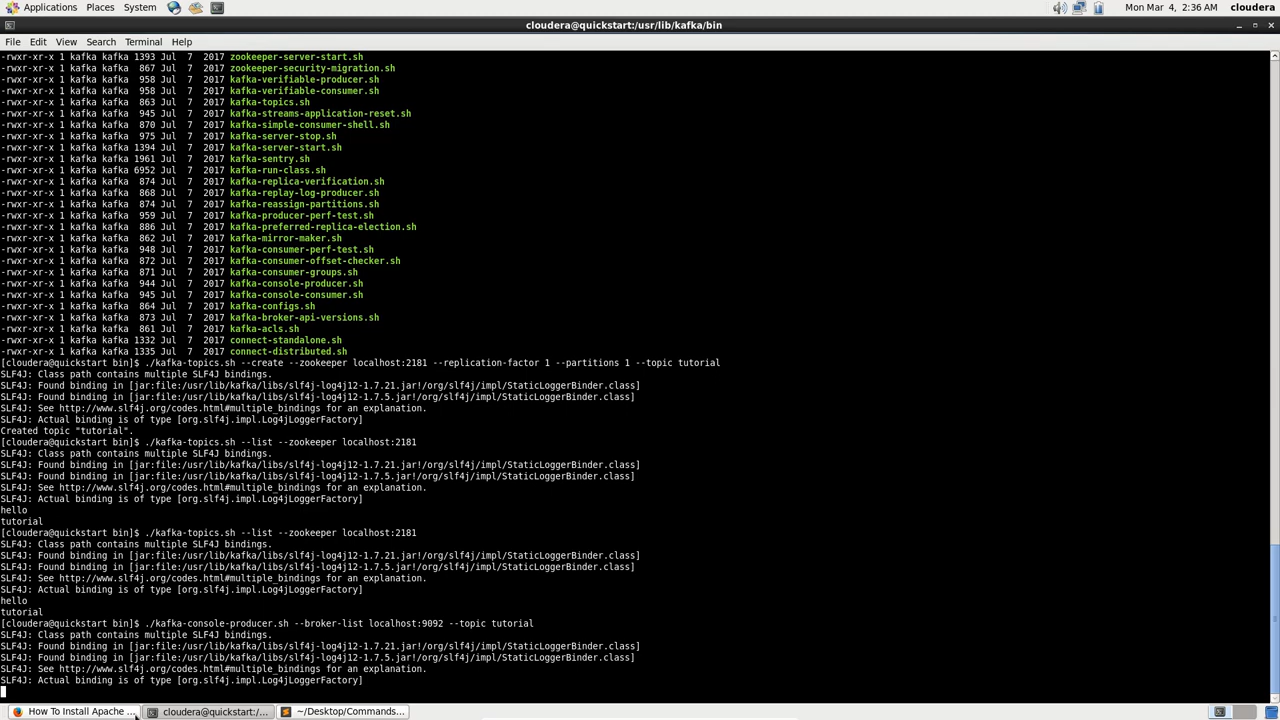 Applications Places System Mon Mar 4, 2:36 AM cloudera
cloudera@quickstart:/usr/lib/kafka/bin
File Edit View Search Terminal Help
-rwxr-xr-x 1 kafka kafka 1393 Jul 7 2017 zookeeper-server-start.sh
-rwxr-xr-x 1 kafka kafka 867 Jul 7 2017 zookeeper-security-migration.sh
-rwxr-xr-x 1 kafka kafka 958 Jul 7 2017 kafka-verifiable-producer.sh
-rwxr-xr-x 1 kafka kafka 958 Jul 7 2017 kafka-verifiable-consumer.sh
-rwxr-xr-x 1 kafka kafka 863 Jul 7 2017 kafka-topics.sh
-rwxr-xr-x 1 kafka kafka 945 Jul 7 2017 kafka-streams-application-reset.sh
-rwxr-xr-x 1 kafka kafka 870 Jul 7 2017 kafka-simple-consumer-shell.sh
-rwxr-xr-x 1 kafka kafka 975 Jul 7 2017 kafka-server-stop.sh
-rwxr-xr-x 1 kafka kafka 1394 Jul 7 2017 kafka-server-start.sh
-rwxr-xr-x 1 kafka kafka 1961 Jul 7 2017 kafka-sentry.sh
-rwxr-xr-x 1 kafka kafka 6952 Jul 7 2017 kafka-run-class.sh
-rwxr-xr-x 1 kafka kafka 874 Jul 7 2017 kafka-replica-verification.sh
-rwxr-xr-x 1 kafka kafka 868 Jul 7 2017 kafka-replay-log-producer.sh
-rwxr-xr-x 1 kafka kafka 874 Jul 7 2017 kafka-reassign-partitions.sh
-rwxr-xr-x 1 kafka kafka 959 Jul 7 2017 kafka-producer-perf-test.sh
-rwxr-xr-x 1 kafka kafka 886 Jul 7 2017 kafka-preferred-replica-election.sh
-rwxr-xr-x 1 kafka kafka 862 Jul 7 2017 kafka-mirror-maker.sh
-rwxr-xr-x 1 kafka kafka 948 Jul 7 2017 kafka-consumer-perf-test.sh
-rwxr-xr-x 1 kafka kafka 872 Jul 7 2017 kafka-consumer-offset-checker.sh
-rwxr-xr-x 1 kafka kafka 871 Jul 7 2017 kafka-consumer-groups.sh
-rwxr-xr-x 1 kafka kafka 944 Jul 7 2017 kafka-console-producer.sh
-rwxr-xr-x 1 kafka kafka 945 Jul 7 2017 kafka-console-consumer.sh
-rwxr-xr-x 1 kafka kafka 864 Jul 7 2017 kafka-configs.sh
-rwxr-xr-x 1 kafka kafka 873 Jul 7 2017 kafka-broker-api-versions.sh
-rwxr-xr-x 1 kafka kafka 861 Jul 7 2017 kafka-acls.sh
-rwxr-xr-x 1 kafka kafka 1332 Jul 7 2017 connect-standalone.sh
-rwxr-xr-x 1 kafka kafka 1335 Jul 7 2017 connect-distributed.sh
[cloudera@quickstart bin]$ ./kafka-topics.sh --create --zookeeper localhost:2181 --replication-factor 1 --partitions 1 --topic tutorial
SLF4J: Class path contains multiple SLF4J bindings.
SLF4J: Found binding in [jar:file:/usr/lib/kafka/libs/slf4j-log4j12-1.7.21.jar!/org/slf4j/impl/StaticLoggerBinder.class]
SLF4J: Found binding in [jar:file:/usr/lib/kafka/libs/slf4j-log4j12-1.7.5.jar!/org/slf4j/impl/StaticLoggerBinder.class]
SLF4J: See http://www.slf4j.org/codes.html#multiple_bindings for an explanation.
SLF4J: Actual binding is of type [org.slf4j.impl.Log4jLoggerFactory]
Created topic "tutorial".
[cloudera@quickstart bin]$ ./kafka-topics.sh --list --zookeeper localhost:2181
SLF4J: Class path contains multiple SLF4J bindings.
SLF4J: Found binding in [jar:file:/usr/lib/kafka/libs/slf4j-log4j12-1.7.21.jar!/org/slf4j/impl/StaticLoggerBinder.class]
SLF4J: Found binding in [jar:file:/usr/lib/kafka/libs/slf4j-log4j12-1.7.5.jar!/org/slf4j/impl/StaticLoggerBinder.class]
SLF4J: See http://www.slf4j.org/codes.html#multiple_bindings for an explanation.
SLF4J: Actual binding is of type [org.slf4j.impl.Log4jLoggerFactory]
hello
tutorial
[cloudera@quickstart bin]$ ./kafka-topics.sh --list --zookeeper localhost:2181
SLF4J: Class path contains multiple SLF4J bindings.
SLF4J: Found binding in [jar:file:/usr/lib/kafka/libs/slf4j-log4j12-1.7.21.jar!/org/slf4j/impl/StaticLoggerBinder.class]
SLF4J: Found binding in [jar:file:/usr/lib/kafka/libs/slf4j-log4j12-1.7.5.jar!/org/slf4j/impl/StaticLoggerBinder.class]
SLF4J: See http://www.slf4j.org/codes.html#multiple_bindings for an explanation.
SLF4J: Actual binding is of type [org.slf4j.impl.Log4jLoggerFactory]
hello
tutorial
[cloudera@quickstart bin]$ ./kafka-console-producer.sh --broker-list localhost:9092 --topic tutorial
SLF4J: Class path contains multiple SLF4J bindings.
SLF4J: Found binding in [jar:file:/usr/lib/kafka/libs/slf4j-log4j12-1.7.21.jar!/org/slf4j/impl/StaticLoggerBinder.class]
SLF4J: Found binding in [jar:file:/usr/lib/kafka/libs/slf4j-log4j12-1.7.5.jar!/org/slf4j/impl/StaticLoggerBinder.class]
SLF4J: See http://www.slf4j.org/codes.html#multiple_bindings for an explanation.
SLF4J: Actual binding is of type [org.slf4j.impl.Log4jLoggerFactory]
How To Install Apache ... cloudera@quickstart:/... ~/Desktop/Commands...